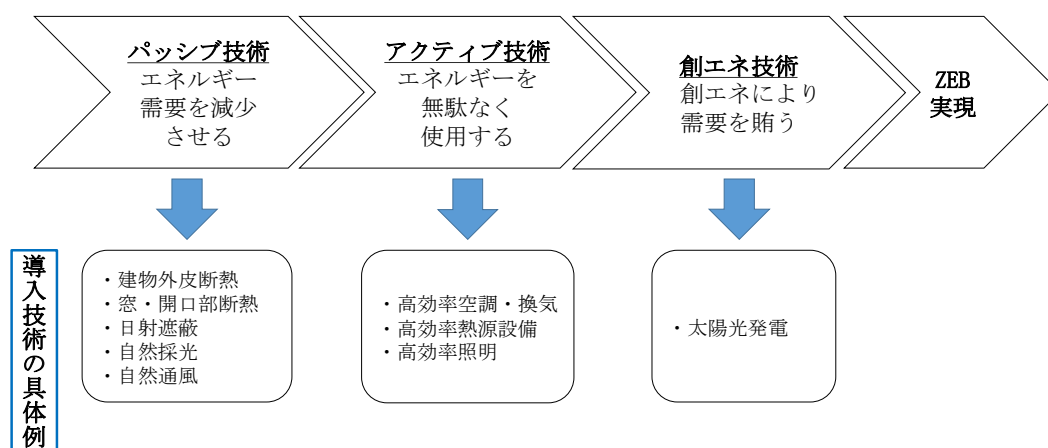 パッシブ技術
エネルギー
需要を減少
させる
アクティブ技術
エネルギーを
無駄なく
使用する
創エネ技術
創エネにより
需要を賄う
ZEB
実現
導入技術の具体例
・建物外皮断熱
・窓・開口部断熱
・日射遮蔽
・自然採光
・自然通風
・高効率空調・換気
・高効率熱源設備
・高効率照明
・太陽光発電